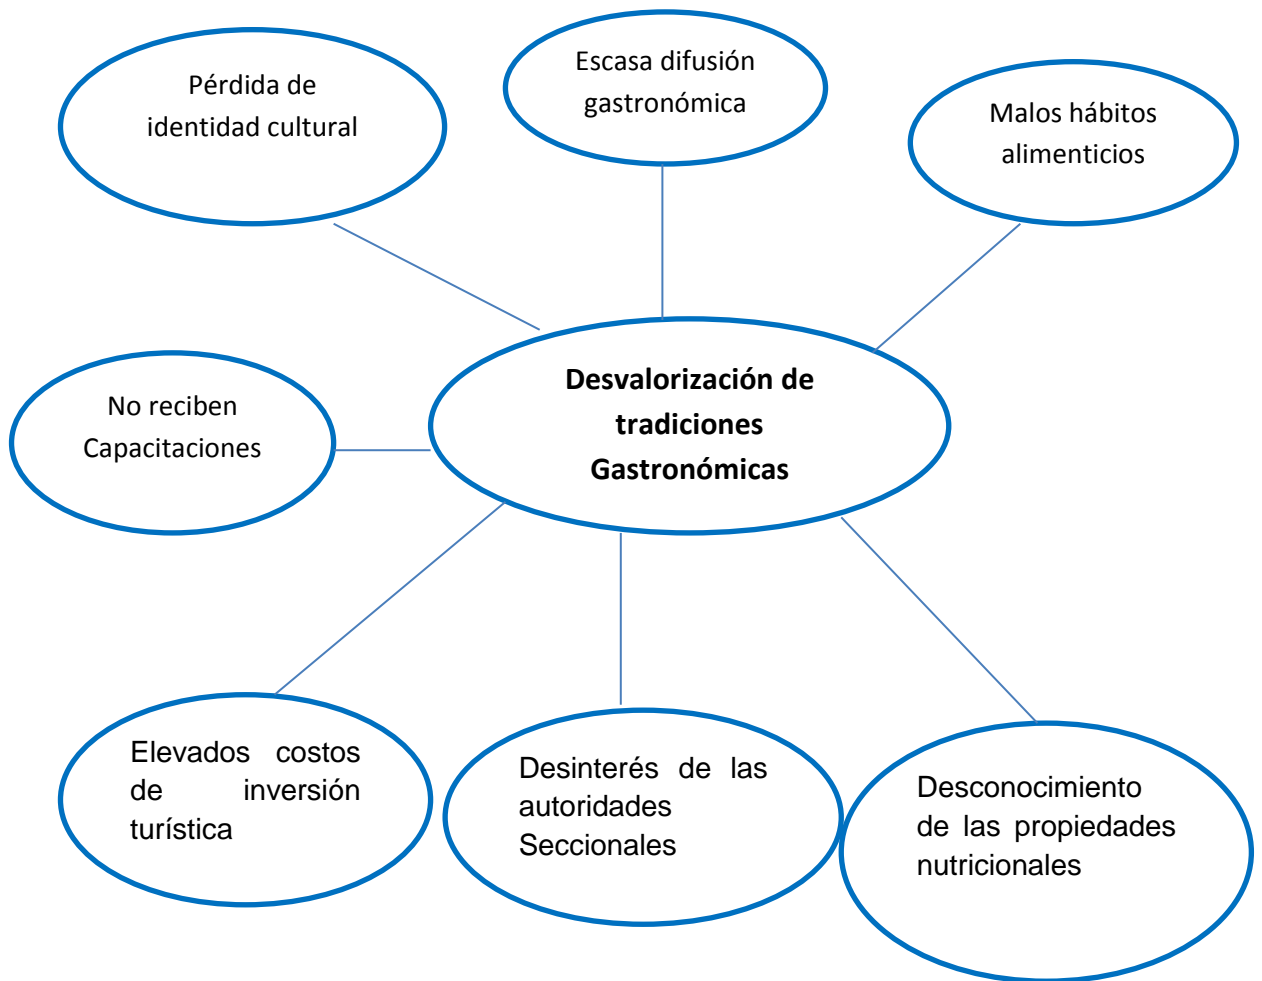 Pérdida de
identidad cultural
Escasa difusión
gastronómica
Malos hábitos
alimenticios
No reciben
Capacitaciones
Desvalorización de
tradiciones
Gastronómicas
Elevados costos
de inversión
turística
Desinterés de las
autoridades
Seccionales
Desconocimiento
de las propiedades
nutricionales